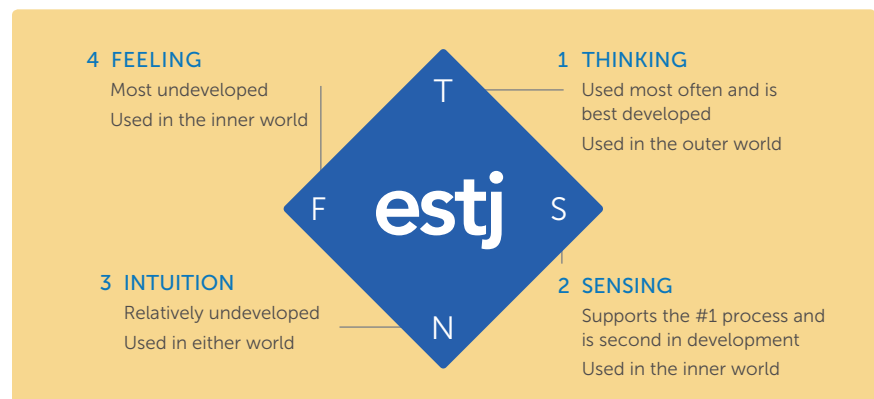 4 FEELING
Most undeveloped
Used in the inner world
1 THINKING
Used most often and is
best developed
Used in the outer world
T
F
estj
S
N
3 INTUITION
Relatively undeveloped
Used in either world
2 SENSING
Supports the #1 process and
is second in development
Used in the inner world